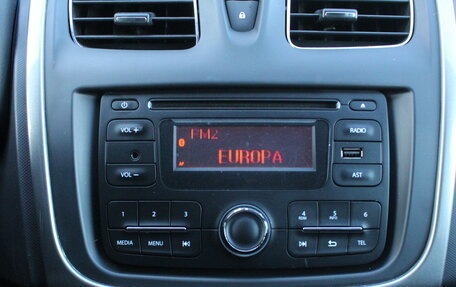 FM2
EUROPA
VOL +
RADIO
VOL −
AST
1 2 3
4 5 6
MEDIA MENU
TEL